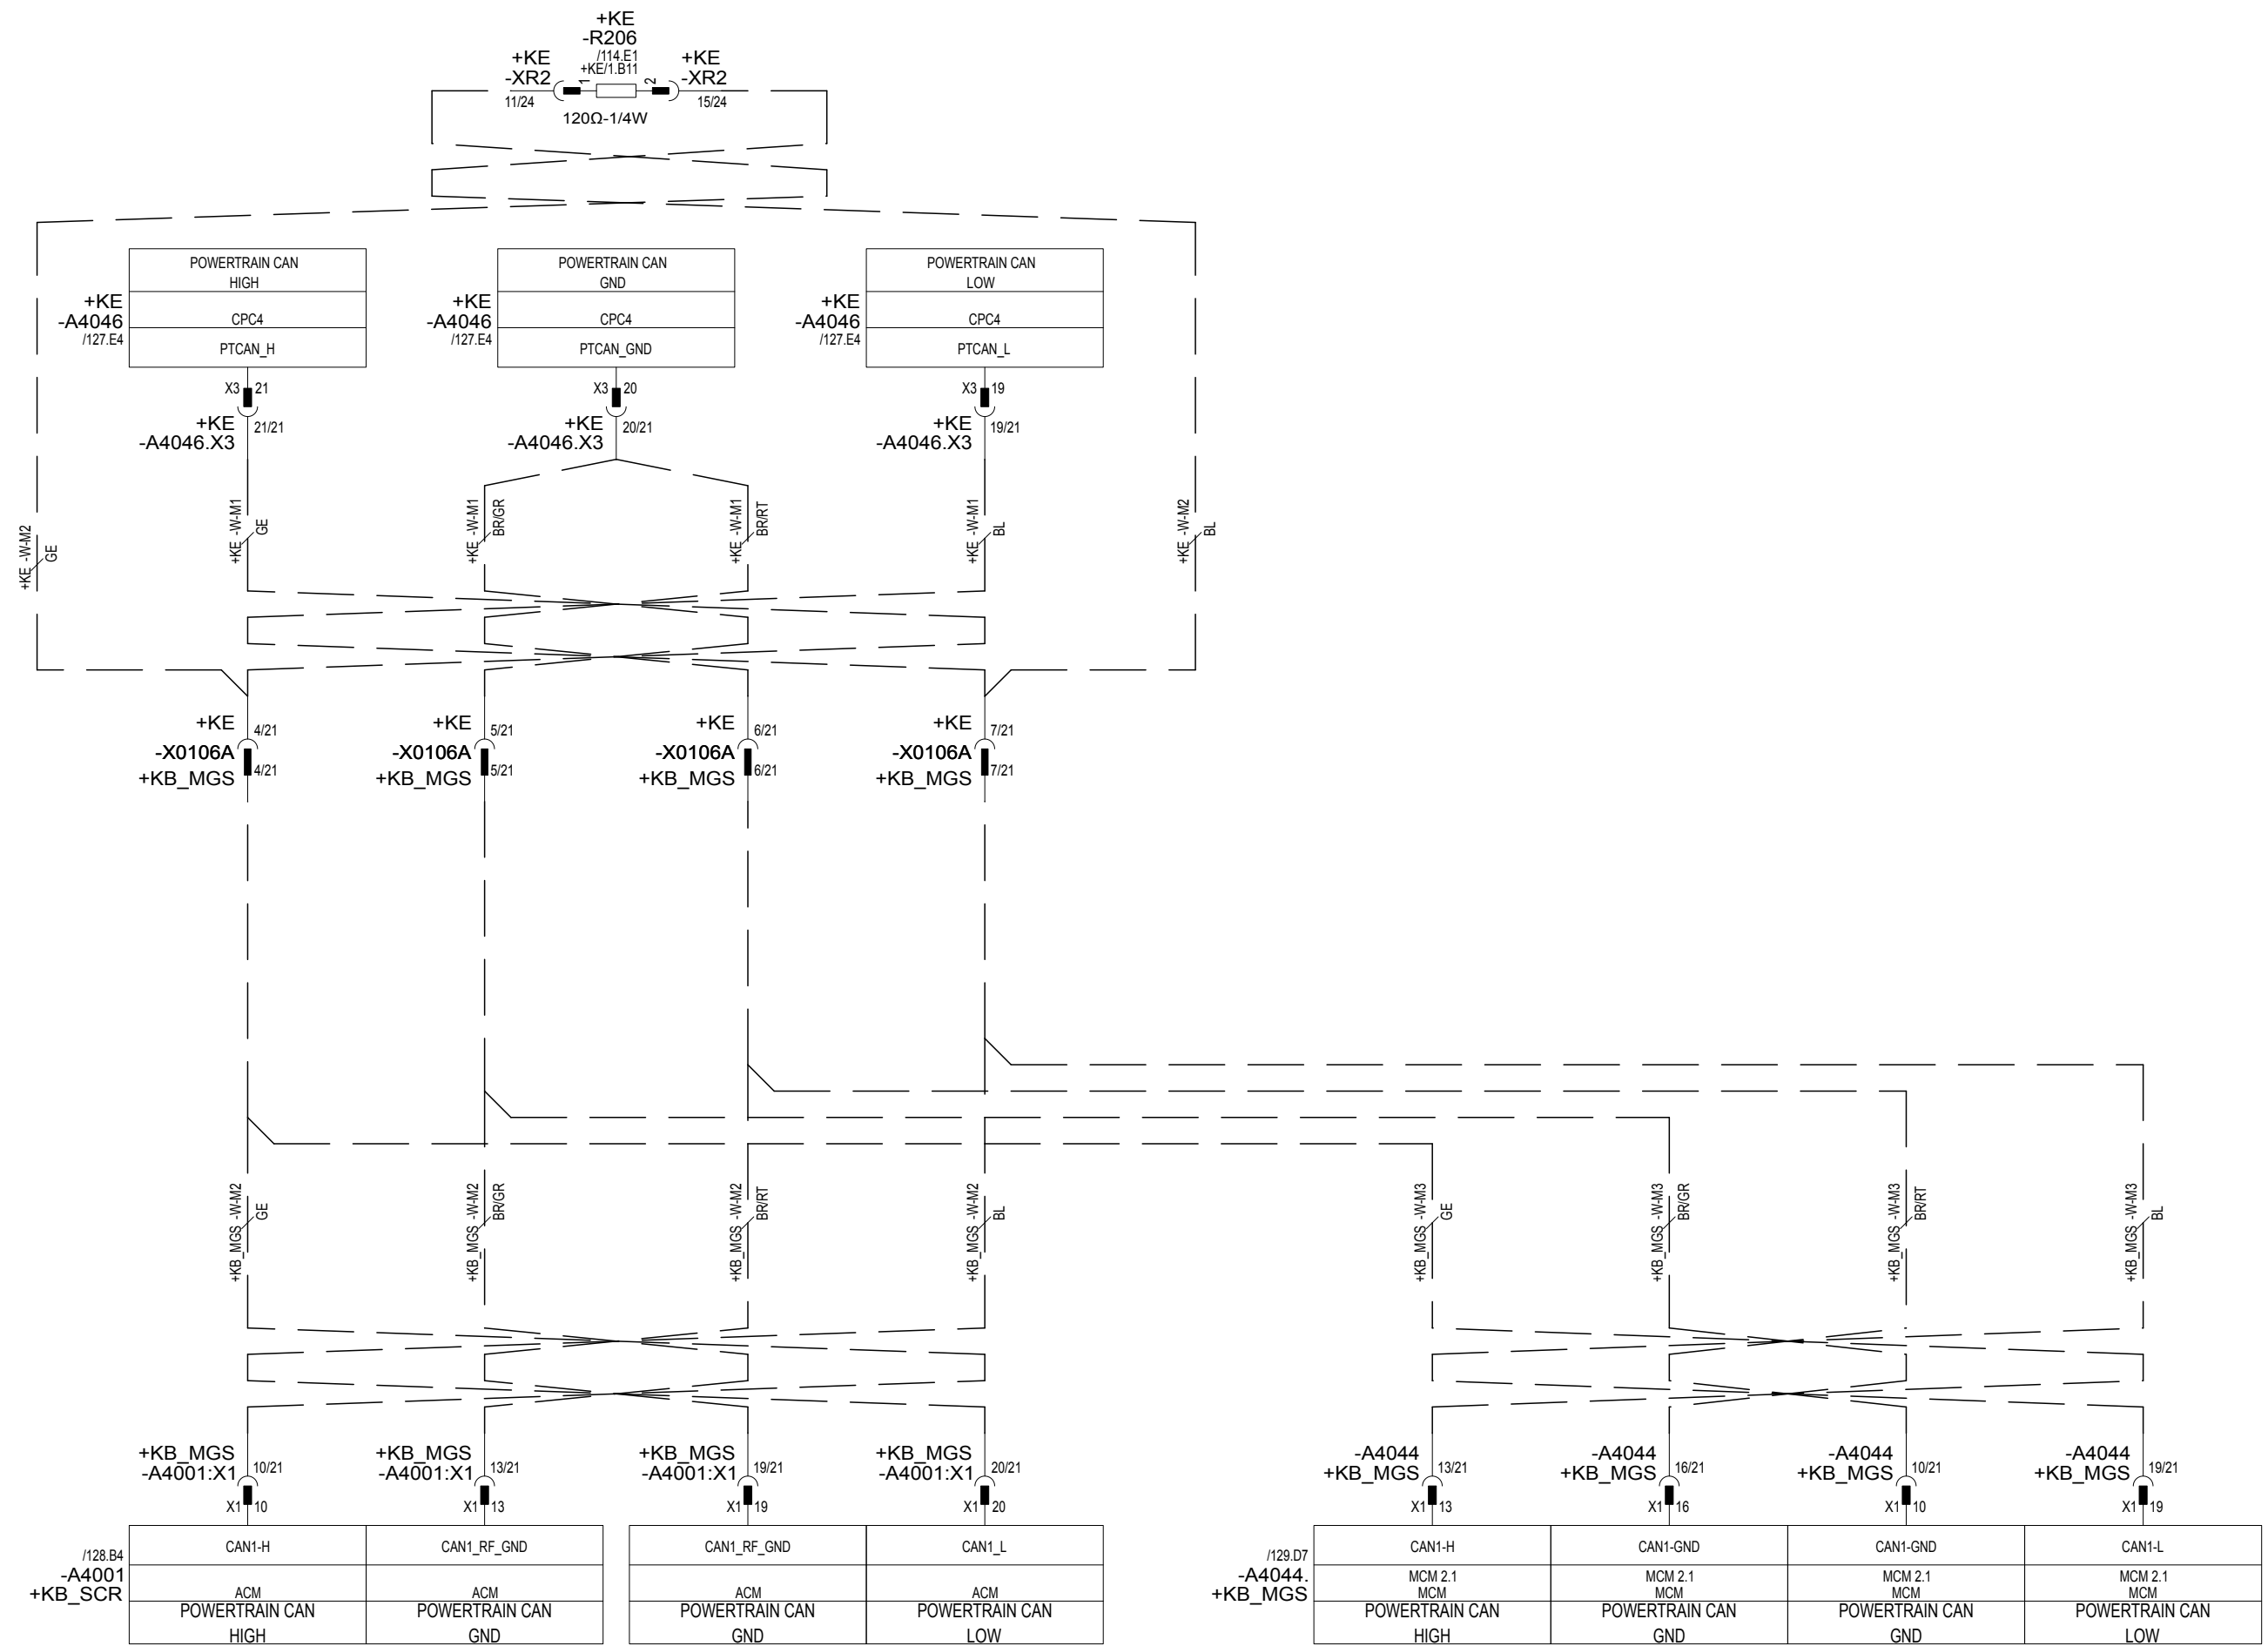 +KE
-R206
/114.E1
+KE/1.B11
+KE
-XR2
11/24
1
2
+KE
-XR2
15/24
120Ω-1/4W
POWERTRAIN CAN
HIGH
CPC4
PTCAN_H
+KE
-A4046
/127.E4
X3 21
+KE
-A4046.X3
21/21
POWERTRAIN CAN
GND
CPC4
PTCAN_GND
+KE
-A4046
/127.E4
X3 20
+KE
-A4046.X3
20/21
POWERTRAIN CAN
LOW
CPC4
PTCAN_L
+KE
-A4046
/127.E4
X3 19
+KE
-A4046.X3
19/21
+KE -W-M2
GE
+KE -W-M1
GE
+KE -W-M1
BR/GR
+KE -W-M1
BR/RT
+KE -W-M1
BL
+KE -W-M2
BL
+KE
4/21
-X0106A
4/21
+KB_MGS
+KE
5/21
-X0106A
5/21
+KB_MGS
+KE
6/21
-X0106A
6/21
+KB_MGS
+KE
7/21
-X0106A
7/21
+KB_MGS
+KB_MGS -W-M2
GE
+KB_MGS -W-M2
BR/GR
+KB_MGS -W-M2
BR/RT
+KB_MGS -W-M2
BL
+KB_MGS -W-M3
GE
+KB_MGS -W-M3
BR/GR
+KB_MGS -W-M3
BR/RT
+KB_MGS -W-M3
BL
+KB_MGS
-A4001:X1
10/21
X1 10
+KB_MGS
-A4001:X1
13/21
X1 13
+KB_MGS
-A4001:X1
19/21
X1 19
+KB_MGS
-A4001:X1
20/21
X1 20
-A4044
+KB_MGS
13/21
X1 13
-A4044
+KB_MGS
16/21
X1 16
-A4044
+KB_MGS
10/21
X1 10
-A4044
+KB_MGS
19/21
X1 19
/128.B4
-A4001
+KB_SCR
CAN1-H
ACM
POWERTRAIN CAN
HIGH
CAN1_RF_GND
ACM
POWERTRAIN CAN
GND
CAN1_RF_GND
ACM
POWERTRAIN CAN
GND
CAN1_L
ACM
POWERTRAIN CAN
LOW
/129.D7
-A4044.
+KB_MGS
CAN1-H
MCM 2.1
MCM
POWERTRAIN CAN
HIGH
CAN1-GND
MCM 2.1
MCM
POWERTRAIN CAN
GND
CAN1-GND
MCM 2.1
MCM
POWERTRAIN CAN
GND
CAN1-L
MCM 2.1
MCM
POWERTRAIN CAN
LOW